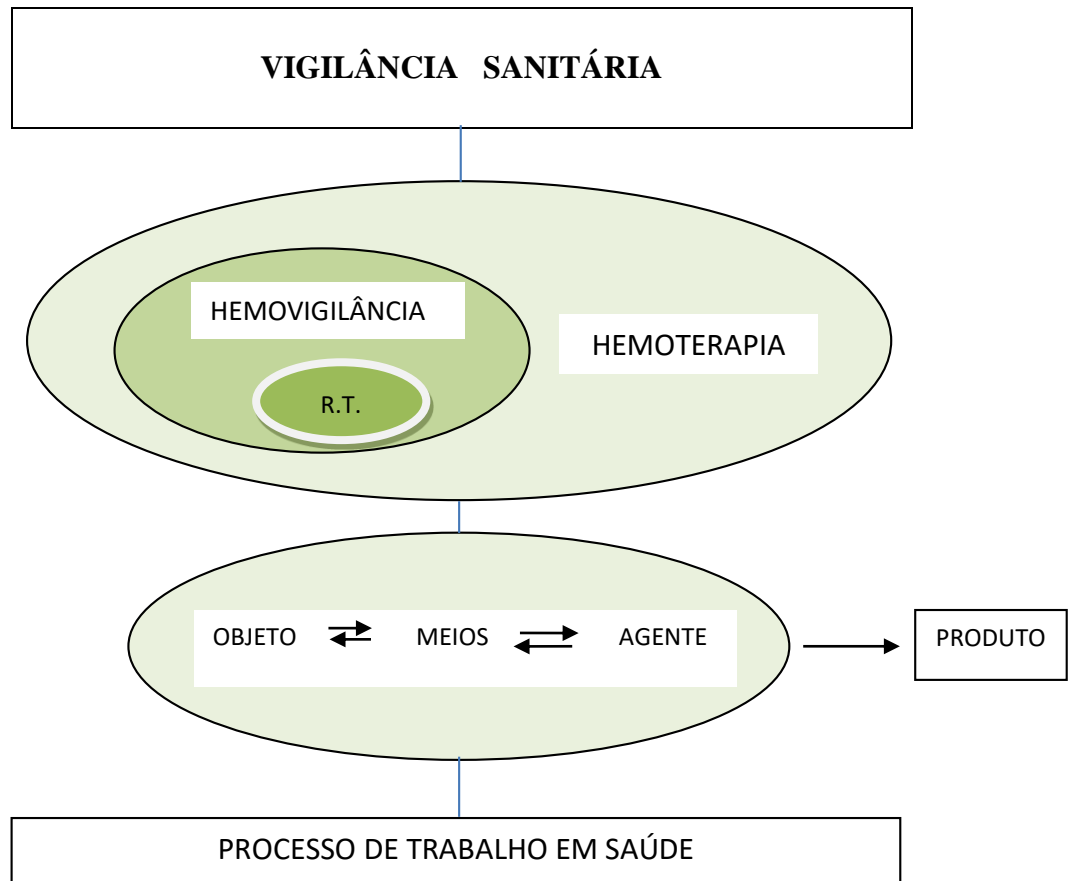 VIGILÂNCIA SANITÁRIA
HEMOVIGILÂNCIA
HEMOTERAPIA
R.T.
OBJETO MEIOS AGENTE
PRODUTO
PROCESSO DE TRABALHO EM SAÚDE